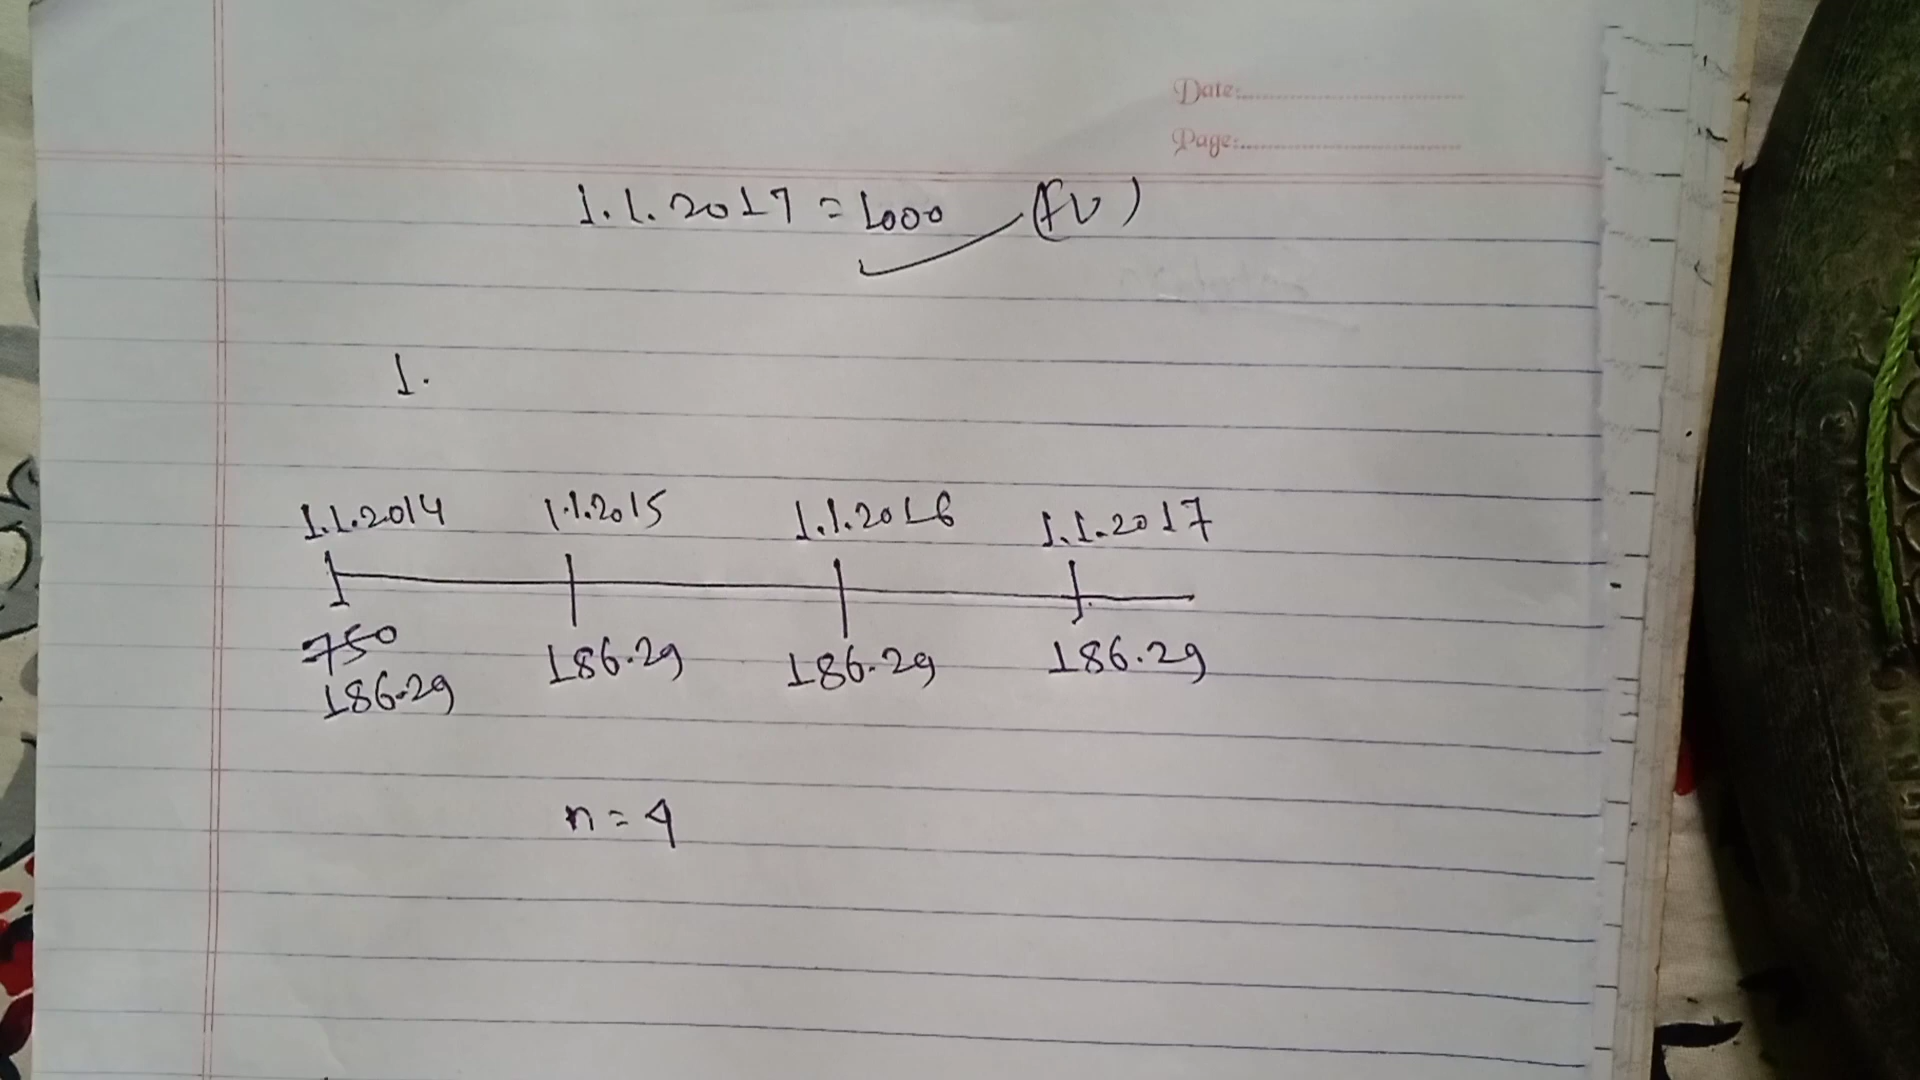 Date:
Page:
1.1.2017 = 1000 (FV)
1.
1.1.2014 1.1.2015 1.1.2016 1.1.2017
750
186.29 186.29 186.29 186.29
n = 4